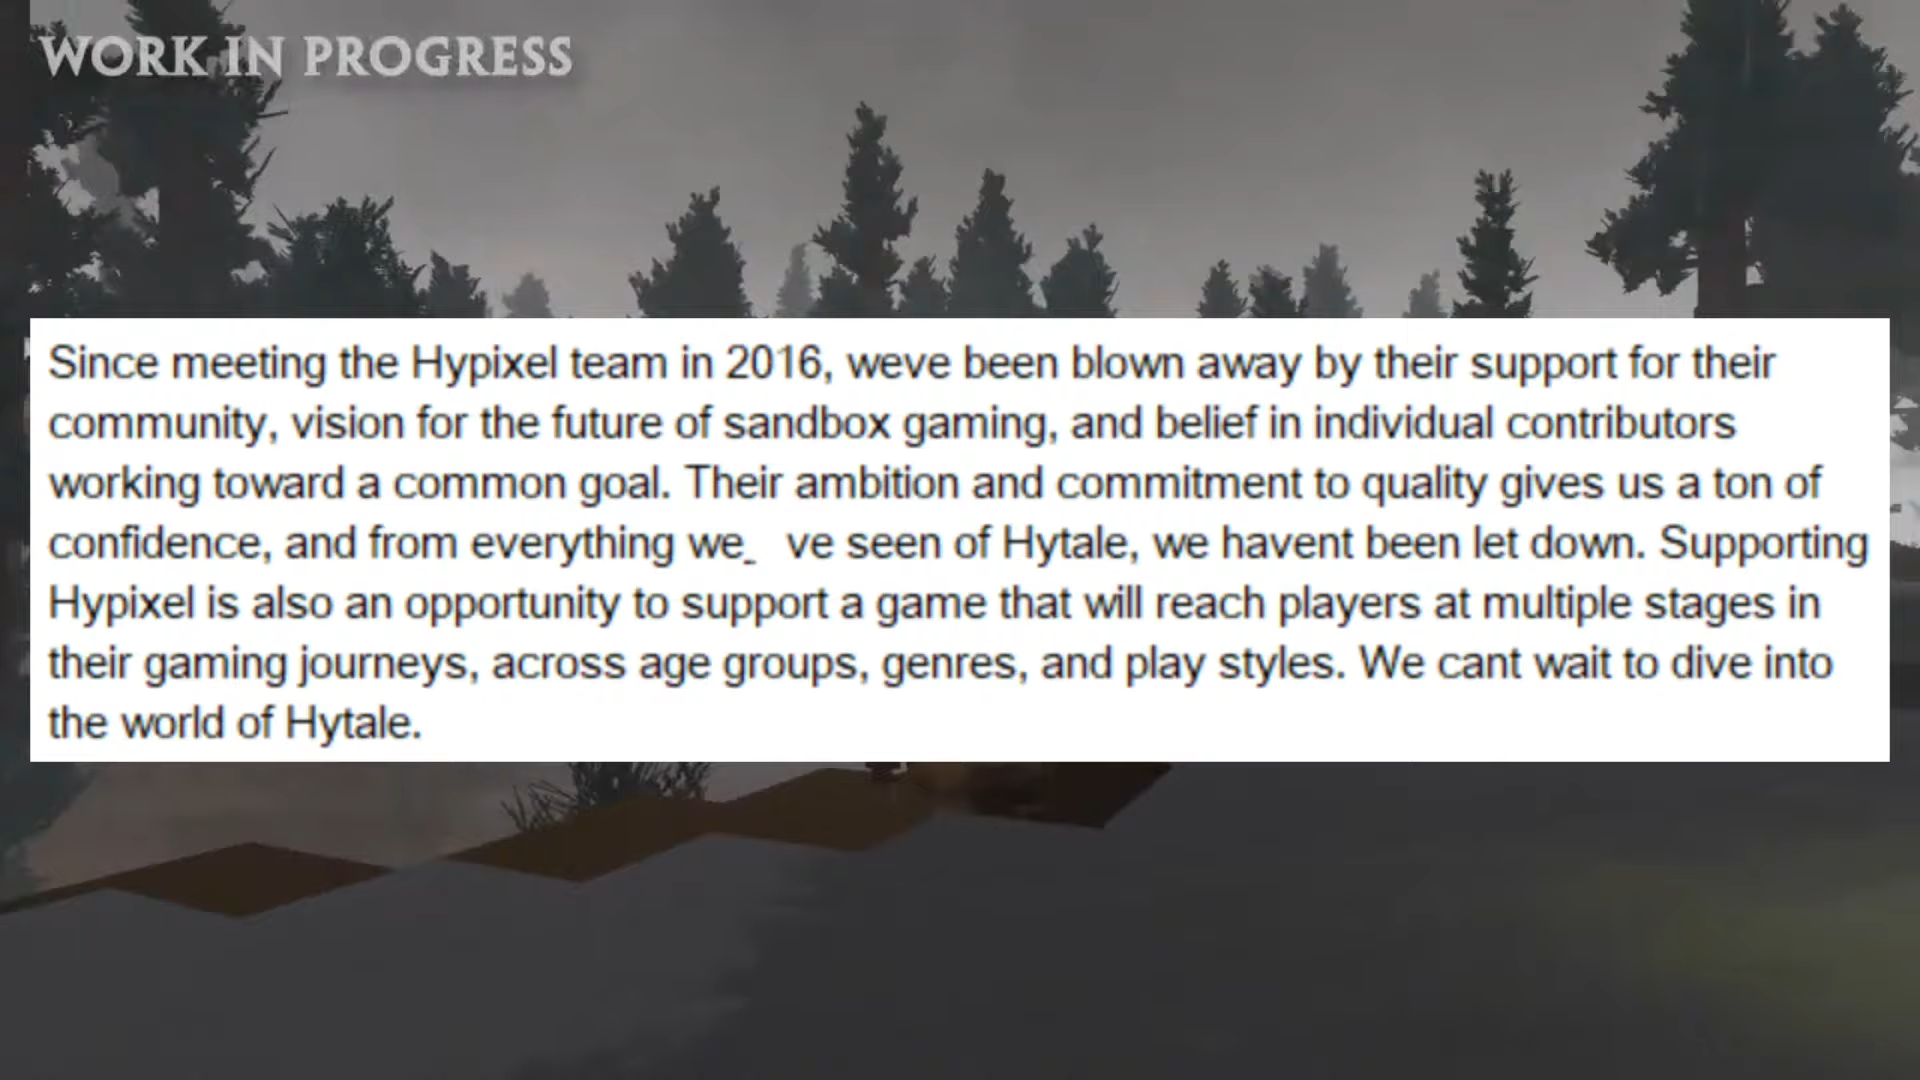 WORK IN PROGRESS
Since meeting the Hypixel team in 2016, weve been blown away by their support for their
community, vision for the future of sandbox gaming, and belief in individual contributors
working toward a common goal. Their ambition and commitment to quality gives us a ton of
confidence, and from everything we_ ve seen of Hytale, we havent been let down. Supporting
Hypixel is also an opportunity to support a game that will reach players at multiple stages in
their gaming journeys, across age groups, genres, and play styles. We cant wait to dive into
the world of Hytale.